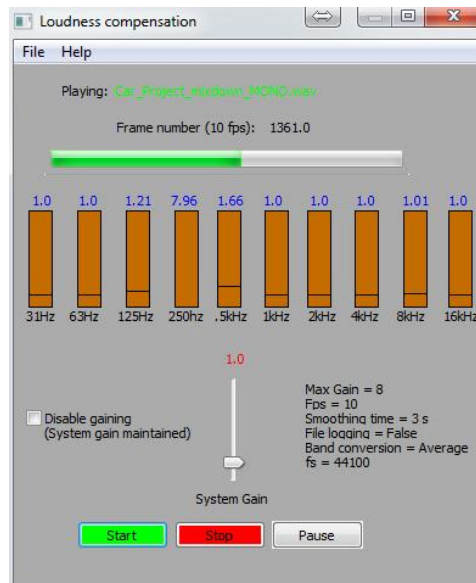 Loudness compensation
File Help
Playing: Car_Project_mixdown_MONO.wav
Frame number (10 fps): 1361.0
1.0 1.0 1.21 7.96 1.66 1.0 1.0 1.0 1.01 1.0
31Hz 63Hz 125Hz 250hz .5kHz 1kHz 2kHz 4kHz 8kHz 16kHz
1.0
Max Gain = 8
Fps = 10
Disable gaining
Smoothing time = 3 s
(System gain maintained)
File logging = False
Band conversion = Average
fs = 44100
System Gain
Start Stop Pause